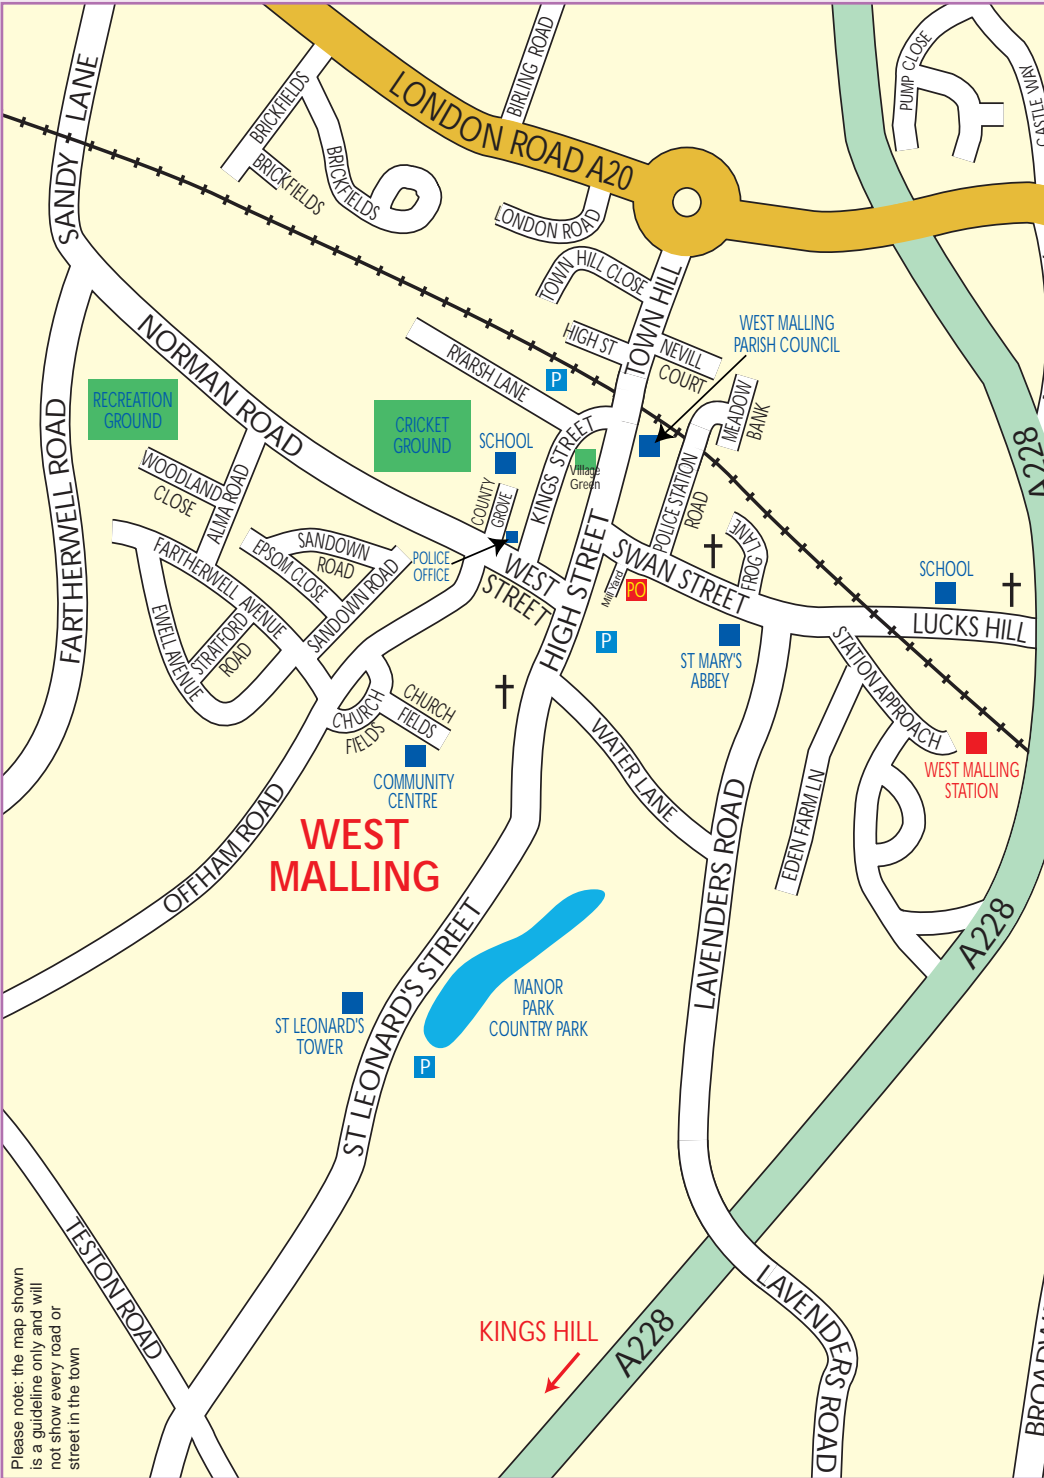 SANDY LANE
BRICKFIELDS
BRICKFIELDS
BRICKFIELDS
LONDON ROAD A20
BIRLING ROAD
PUMP CLOSE
CASTLE WAY
LONDON ROAD
TOWN HILL CLOSE
TOWN HILL
HIGH ST
NEVILL
COURT
WEST MALLING
PARISH COUNCIL
RYARSH LANE
P
NORMAN ROAD
RECREATION
GROUND
CRICKET
GROUND
SCHOOL
KINGS STREET
Village
Green
MEADOW
BANK
POLICE STATION
ROAD
A228
FARTHERWELL ROAD
WOODLAND
CLOSE
ALMA ROAD
COUNTY
GROVE
POLICE
OFFICE
WEST
STREET
HIGH STREET
SWAN STREET
Mill Yard
PO
FROG LANE
SCHOOL
LUCKS HILL
FARTHERWELL AVENUE
EPSOM CLOSE
SANDOWN
ROAD
SANDOWN ROAD
EWELL AVENUE
STRATFORD
ROAD
P
ST MARY'S
ABBEY
STATION APPROACH
CHURCH
FIELDS
CHURCH
FIELDS
COMMUNITY
CENTRE
WATER LANE
WEST MALLING
STATION
EDEN FARM LN
OFFHAM ROAD
WEST
MALLING
LAVENDERS ROAD
ST LEONARD'S STREET
A228
MANOR
PARK
COUNTRY PARK
ST LEONARD'S
TOWER
P
TESTON ROAD
KINGS HILL
A228
LAVENDERS ROAD
Please note: the map shown
is a guideline only and will
not show every road or
street in the town